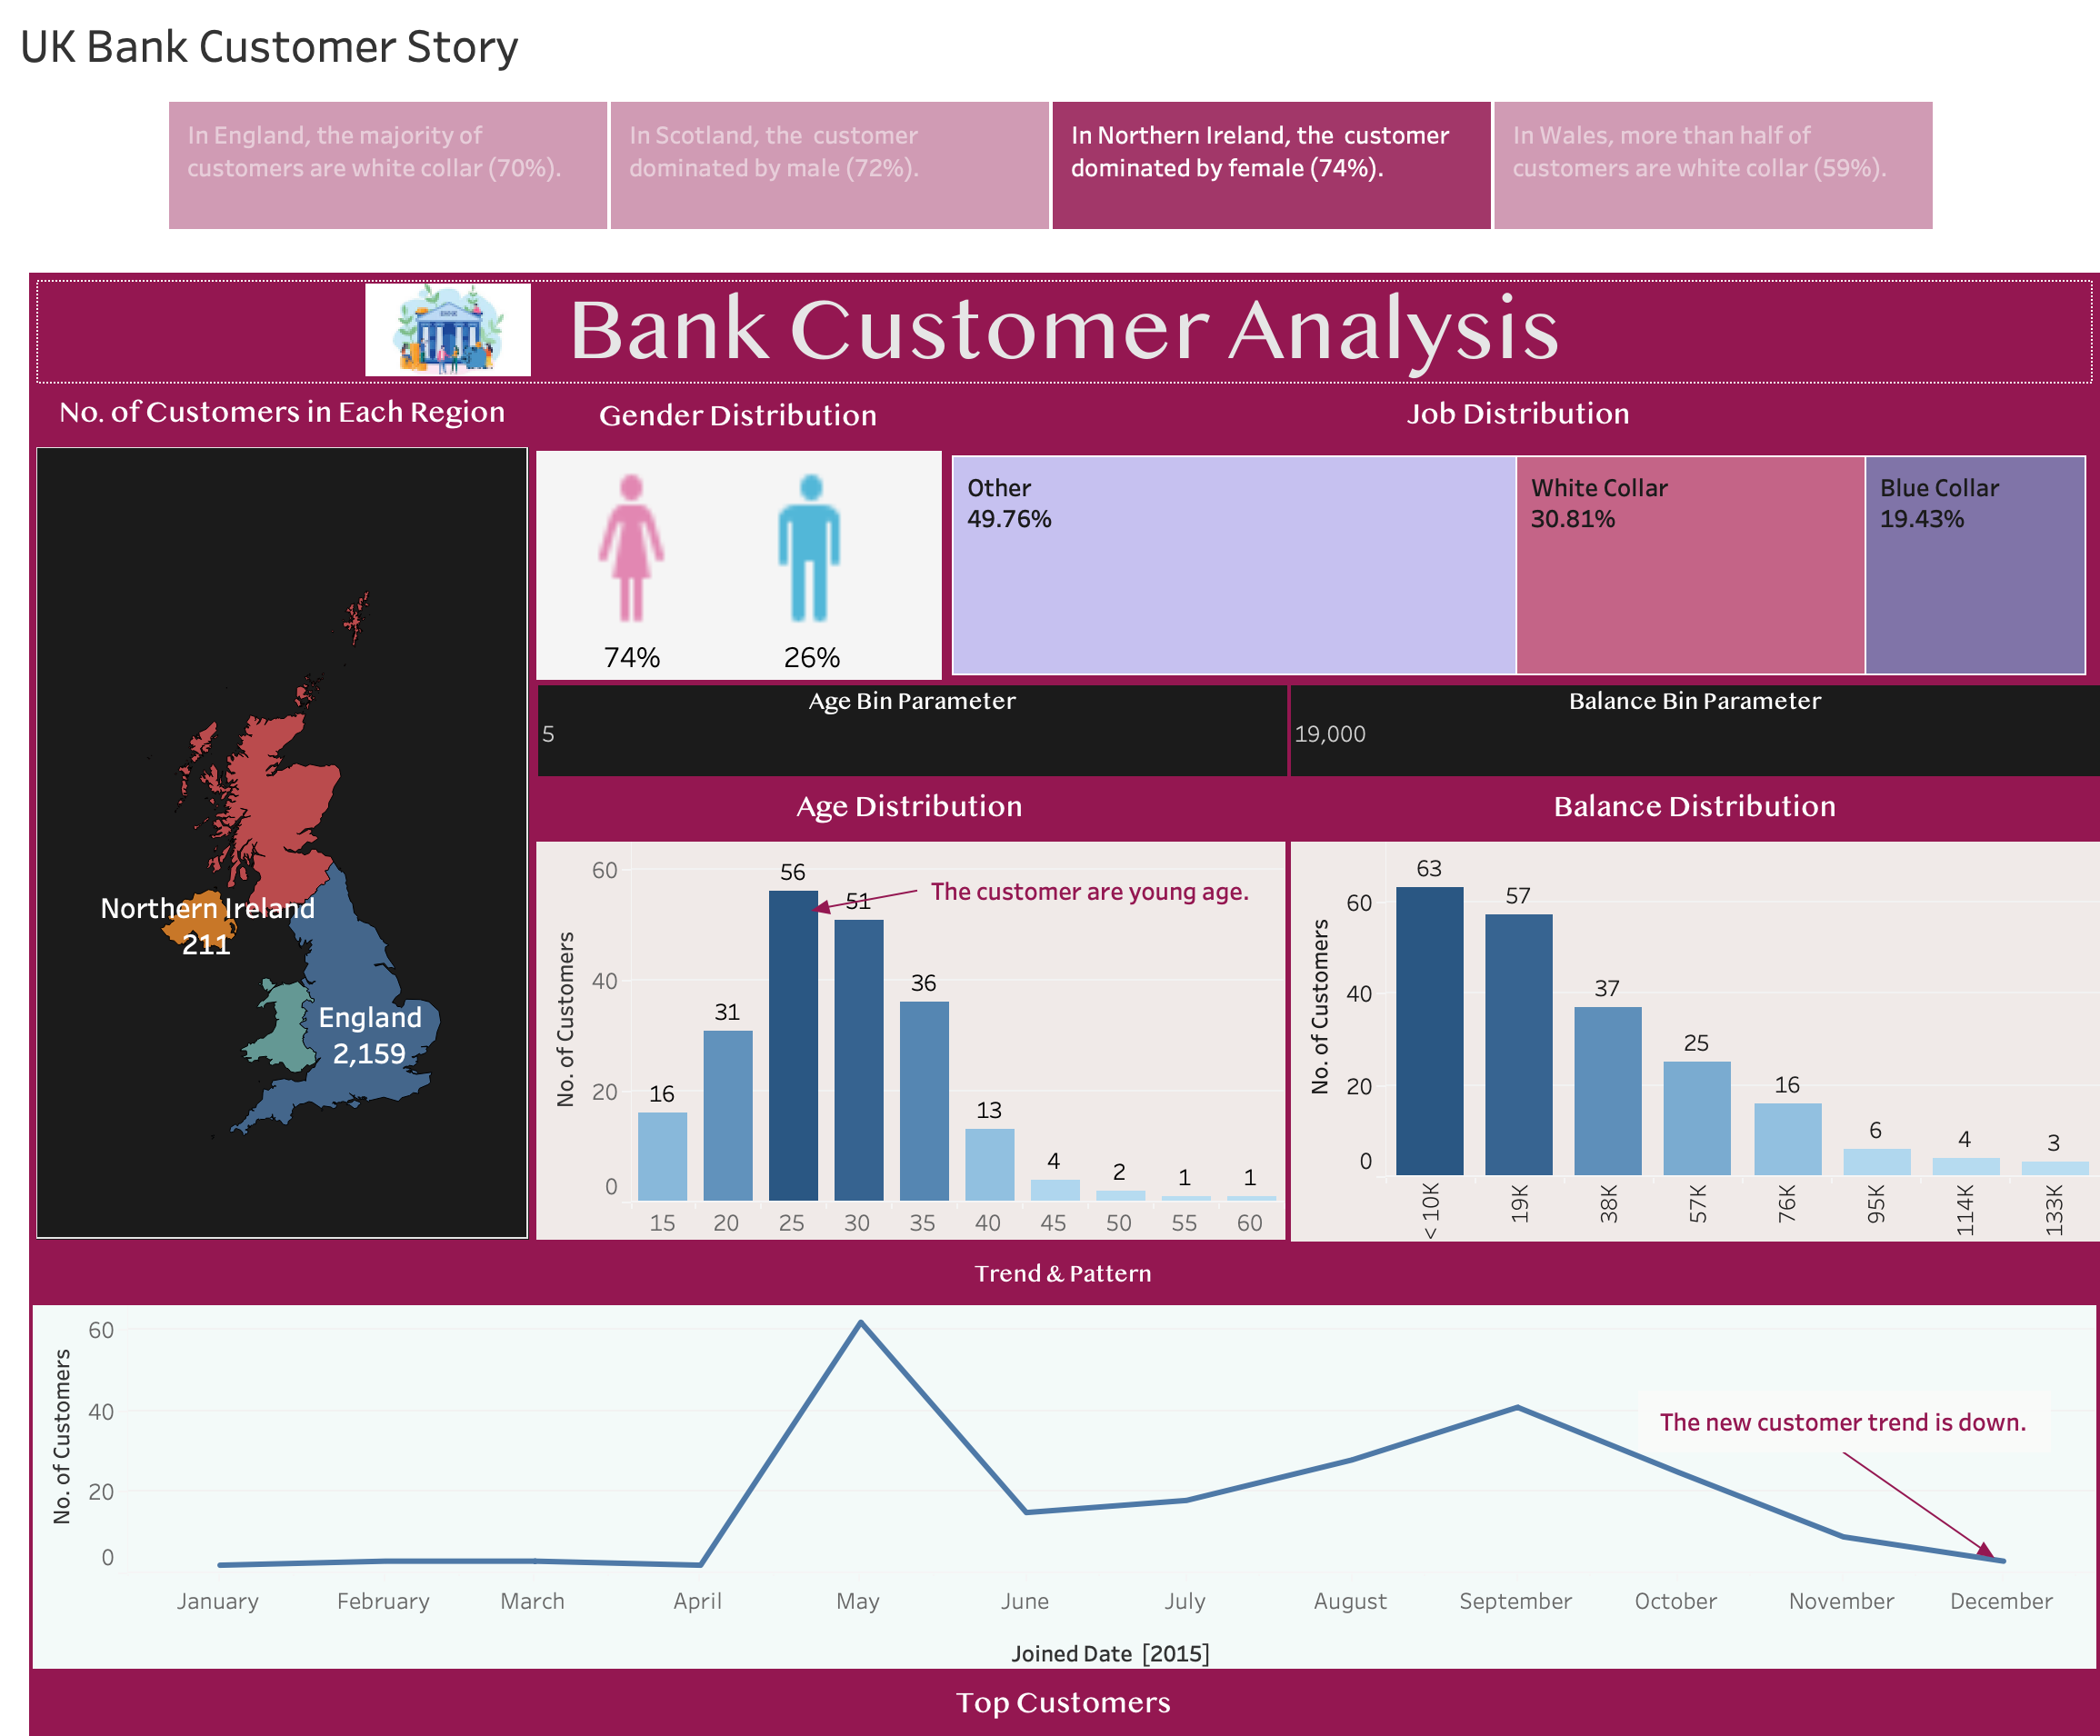 UK Bank Customer Story
In England, the majority of
customers are white collar (70%).
In Scotland, the  customer
dominated by male (72%).
In Northern Ireland, the  customer
dominated by female (74%).
In Wales, more than half of
customers are white collar (59%).
BANK
Bank Customer Analysis
No. of Customers in Each Region
Northern Ireland
211
England
2,159
Gender Distribution
74%
26%
Job Distribution
Other
49.76%
White Collar
30.81%
Blue Collar
19.43%
Age Bin Parameter
5
Balance Bin Parameter
19,000
Age Distribution
No. of Customers
60
40
20
0
16
31
56
51
36
13
4
2
1
1
The customer are young age.
15
20
25
30
35
40
45
50
55
60
Balance Distribution
No. of Customers
60
40
20
0
63
57
37
25
16
6
4
3
< 10K
19K
38K
57K
76K
95K
114K
133K
Trend & Pattern
No. of Customers
60
40
20
0
The new customer trend is down.
January
February
March
April
May
June
July
August
September
October
November
December
Joined Date  [2015]
Top Customers